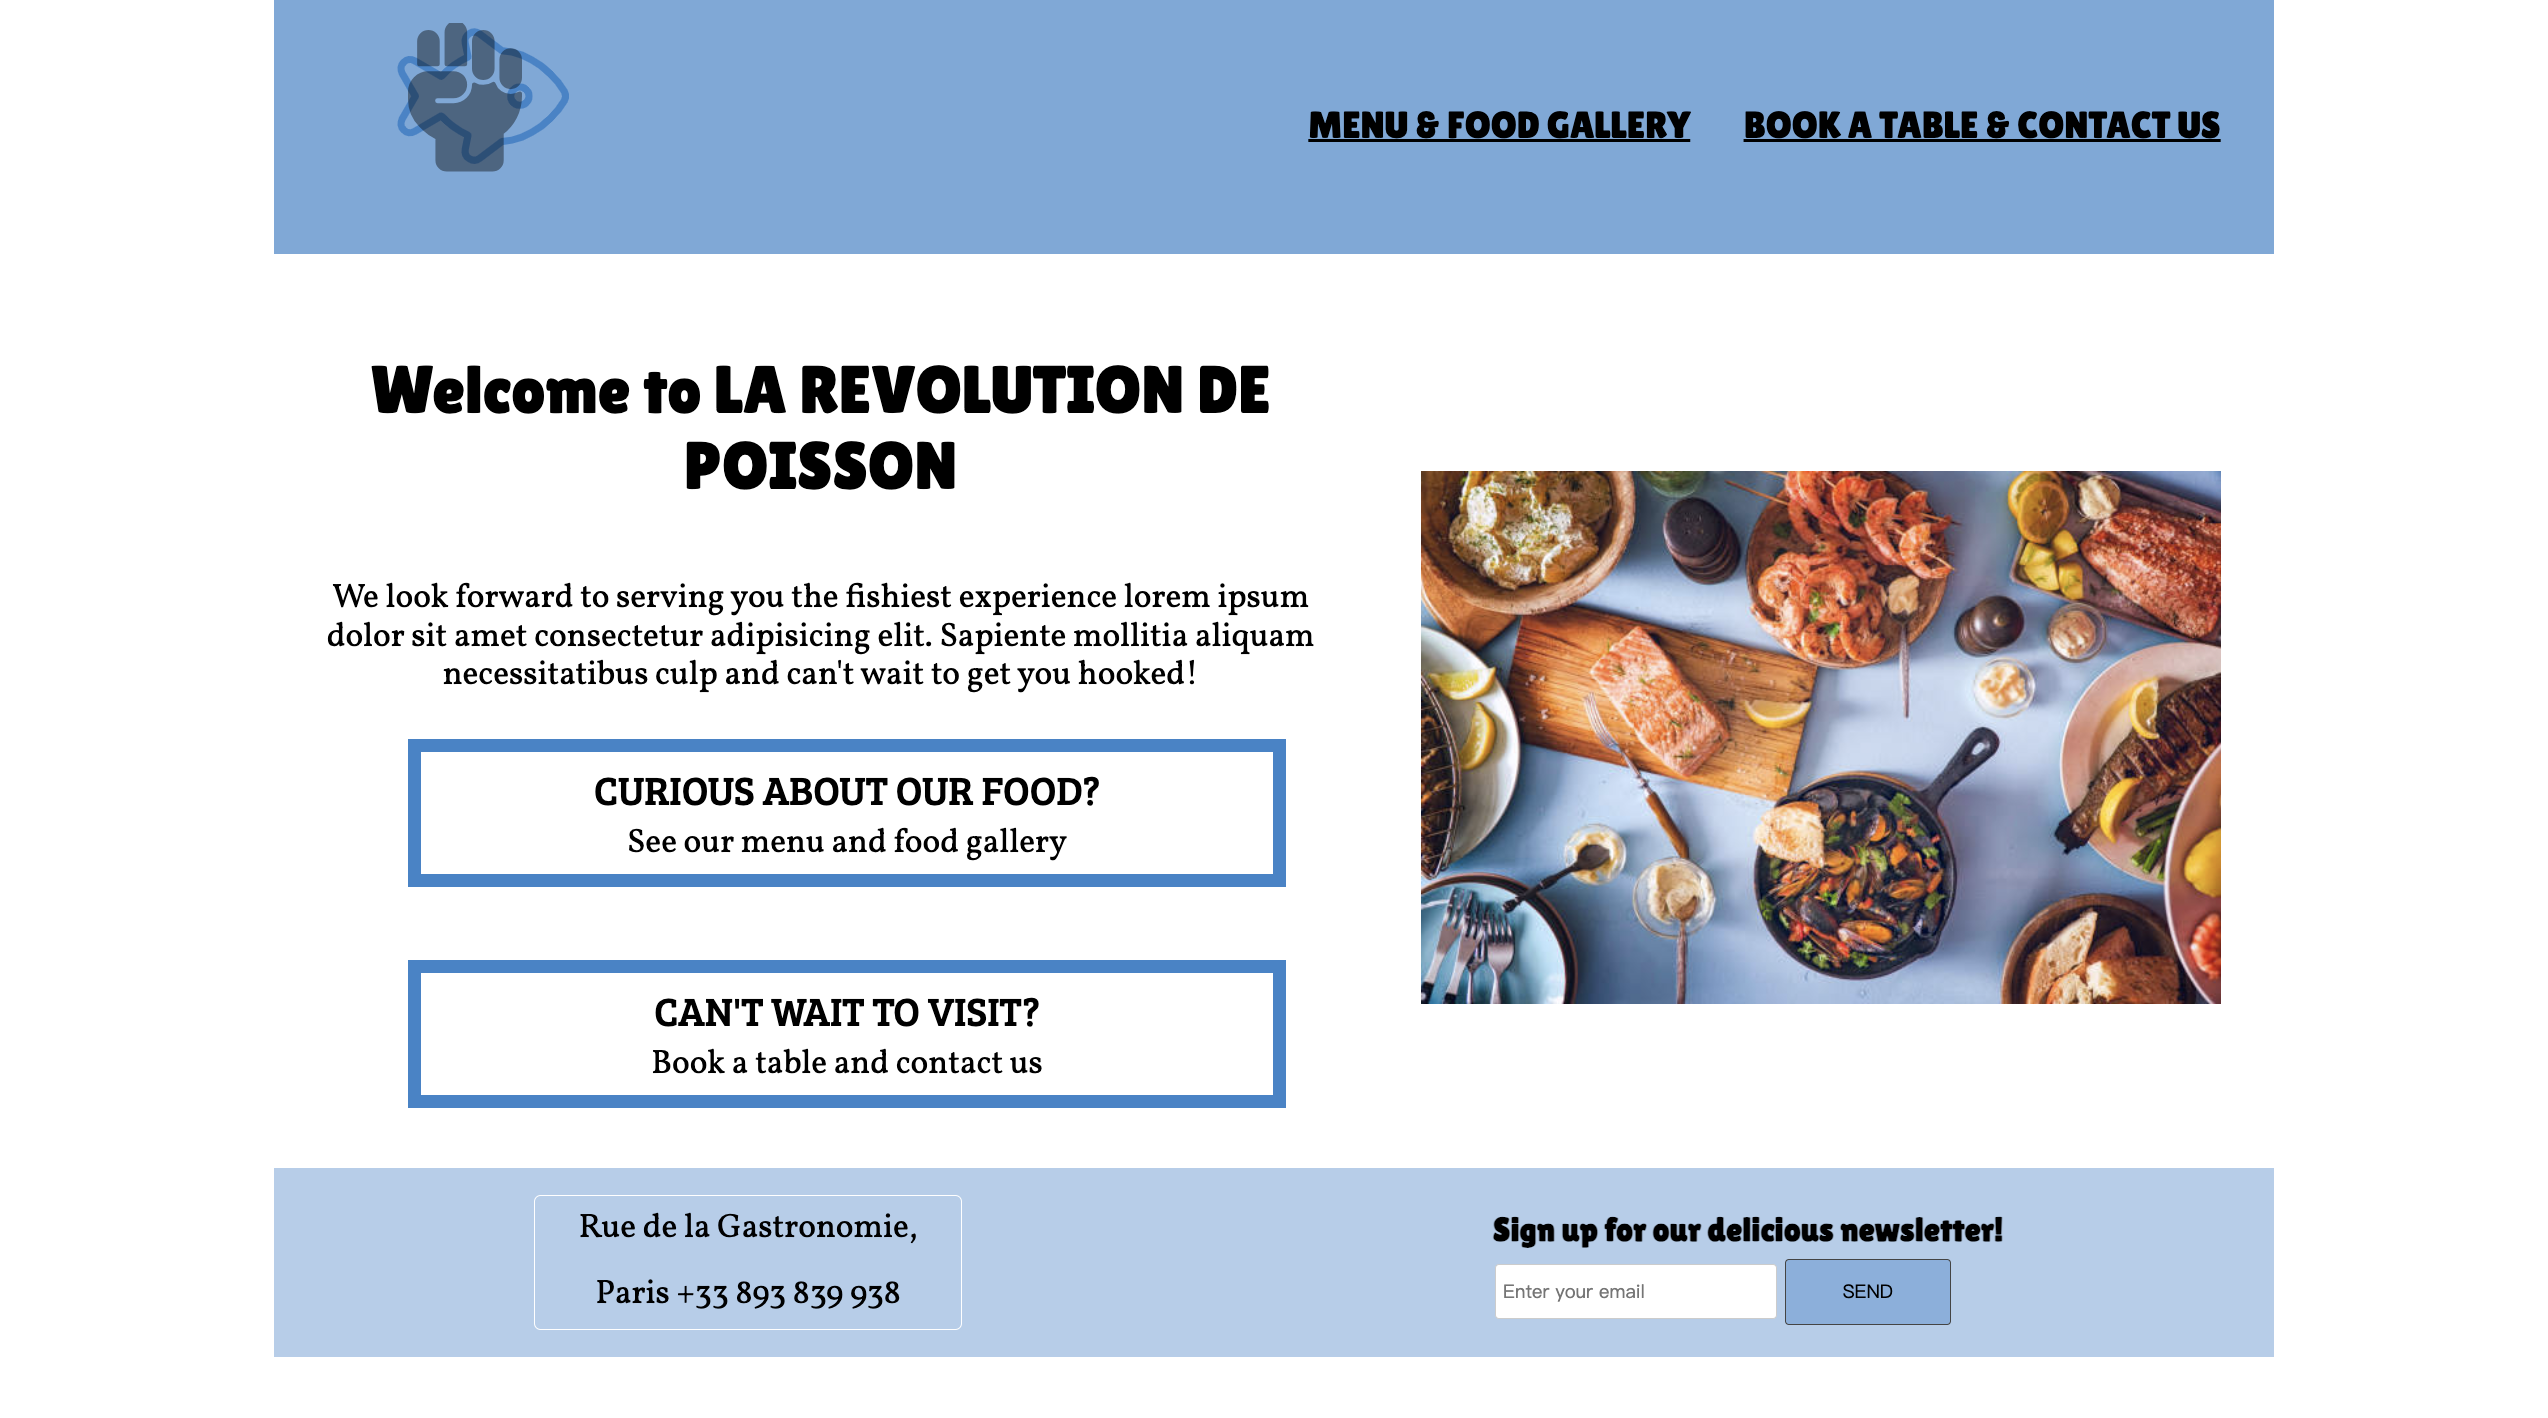 MENU & FOOD GALLERY
BOOK A TABLE & CONTACT US
Welcome to LA REVOLUTION DE
POISSON
We look forward to serving you the fishiest experience lorem ipsum
dolor sit amet consectetur adipisicing elit. Sapiente mollitia aliquam
necessitatibus culp and can't wait to get you hooked!
CURIOUS ABOUT OUR FOOD?
See our menu and food gallery
CAN'T WAIT TO VISIT?
Book a table and contact us
Rue de la Gastronomie,
Paris +33 893 839 938
Sign up for our delicious newsletter!
Enter your email
SEND